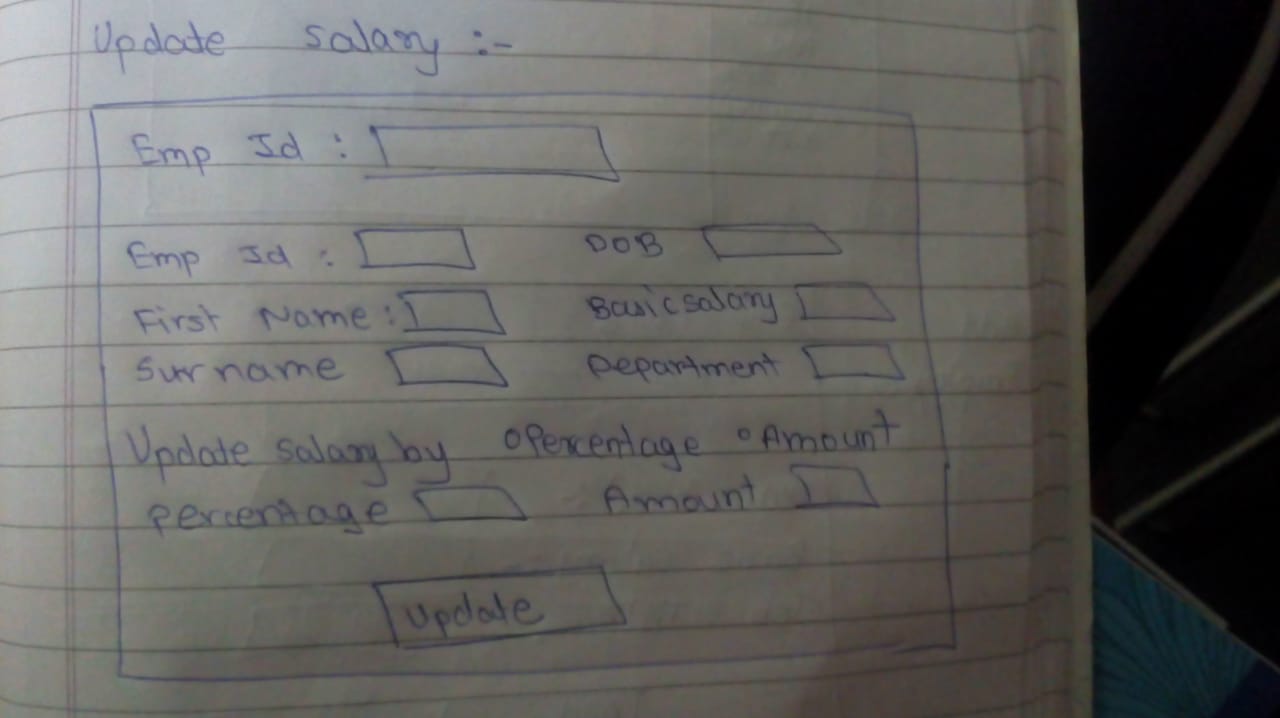 Update Salary :-
Emp Id :
Emp Id : DOB
First Name : Basic salary
Surname Department
Update salary by Percentage Amount
percentage Amount
update